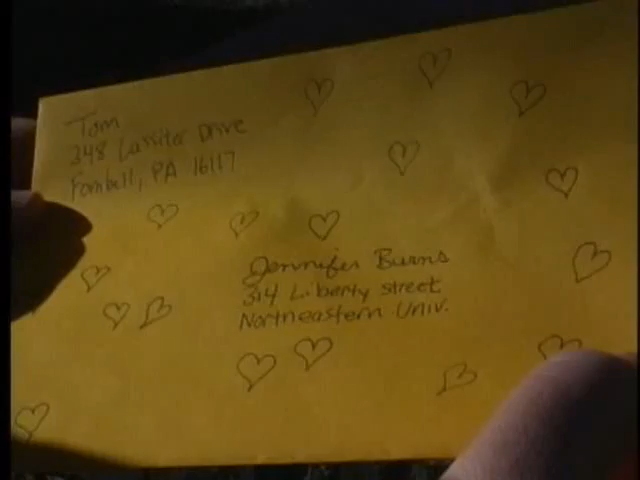 Tom
348 Lassiter Drive
Fombell, PA 16117
Jennifer Burns
314 Liberty street
Northeastern Univ.